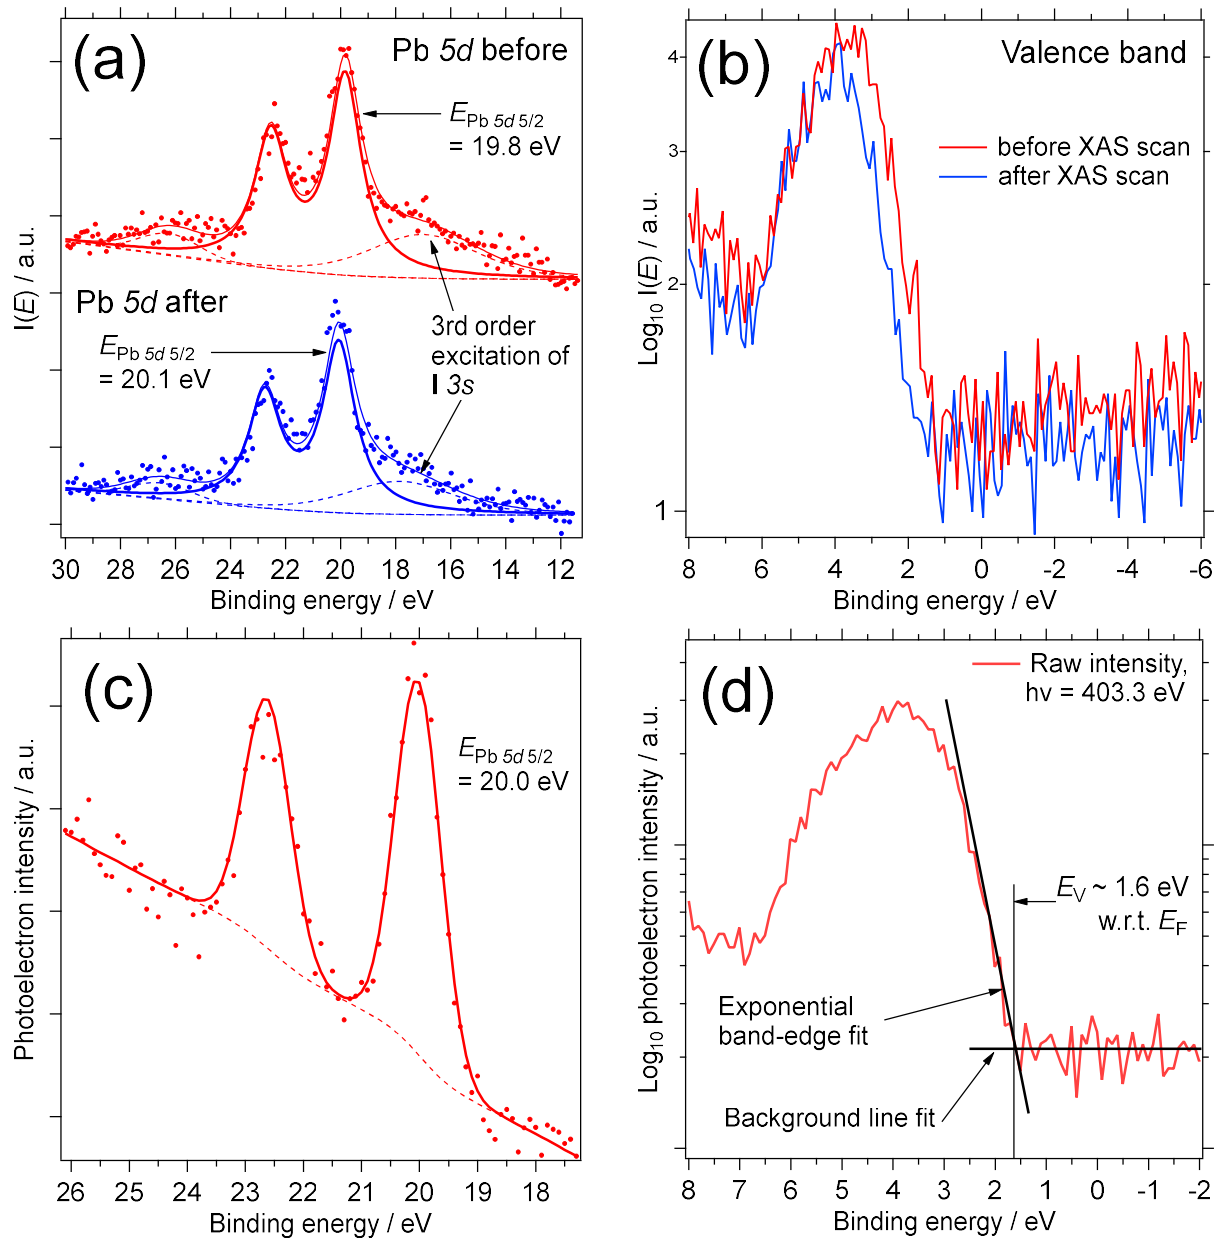 (a)
Pb 5d before
E Pb 5d 5/2
= 19.8 eV
Pb 5d after
E Pb 5d 5/2
= 20.1 eV
3rd order
excitation of
I 3s
I(E) / a.u.
30 28 26 24 22 20 18 16 14 12
Binding energy / eV
(b)
Valence band
before XAS scan
after XAS scan
Log10 I(E) / a.u.
4
3
2
1
8 6 4 2 0 -2 -4 -6
Binding energy / eV
(c)
E Pb 5d 5/2
= 20.0 eV
Photoelectron intensity / a.u.
26 25 24 23 22 21 20 19 18
Binding energy / eV
(d)
Raw intensity,
hv = 403.3 eV
EV ~ 1.6 eV
w.r.t. EF
Exponential
band-edge fit
Background line fit
Log10 photoelectron intensity / a.u.
8 7 6 5 4 3 2 1 0 -1 -2
Binding energy / eV